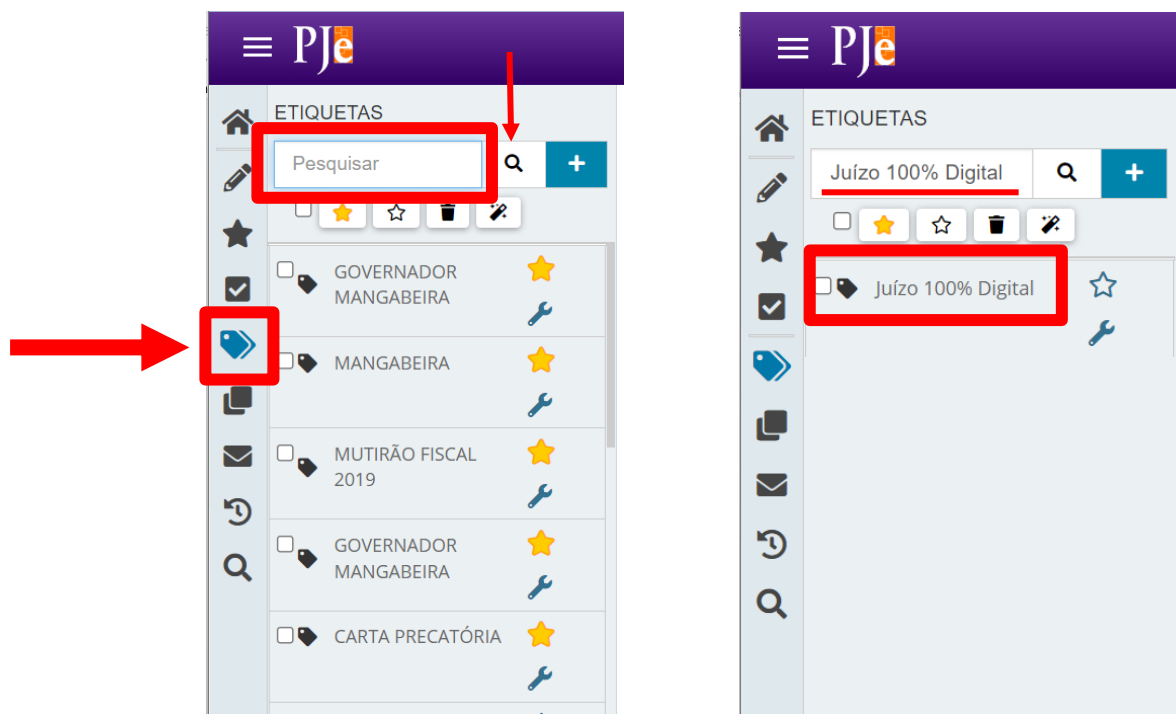 PJe
ETIQUETAS
Pesquisar
GOVERNADOR
MANGABEIRA
MANGABEIRA
MUTIRÃO FISCAL
2019
GOVERNADOR
MANGABEIRA
CARTA PRECATÓRIA
PJe
ETIQUETAS
Juízo 100% Digital
Juízo 100% Digital